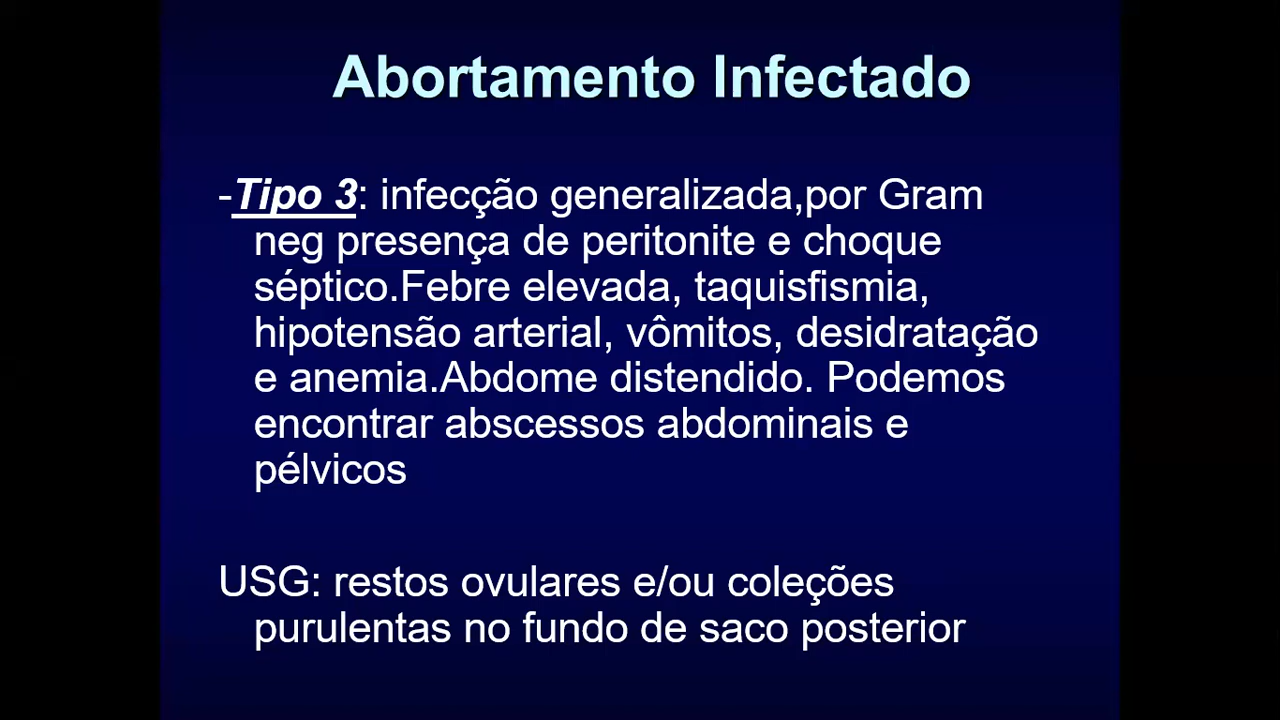 Abortamento Infectado
-Tipo 3: infecção generalizada,por Gram
neg presença de peritonite e choque
séptico.Febre elevada, taquisfismia,
hipotensão arterial, vômitos, desidratação
e anemia.Abdome distendido. Podemos
encontrar abscessos abdominais e
pélvicos
USG: restos ovulares e/ou coleções
purulentas no fundo de saco posterior